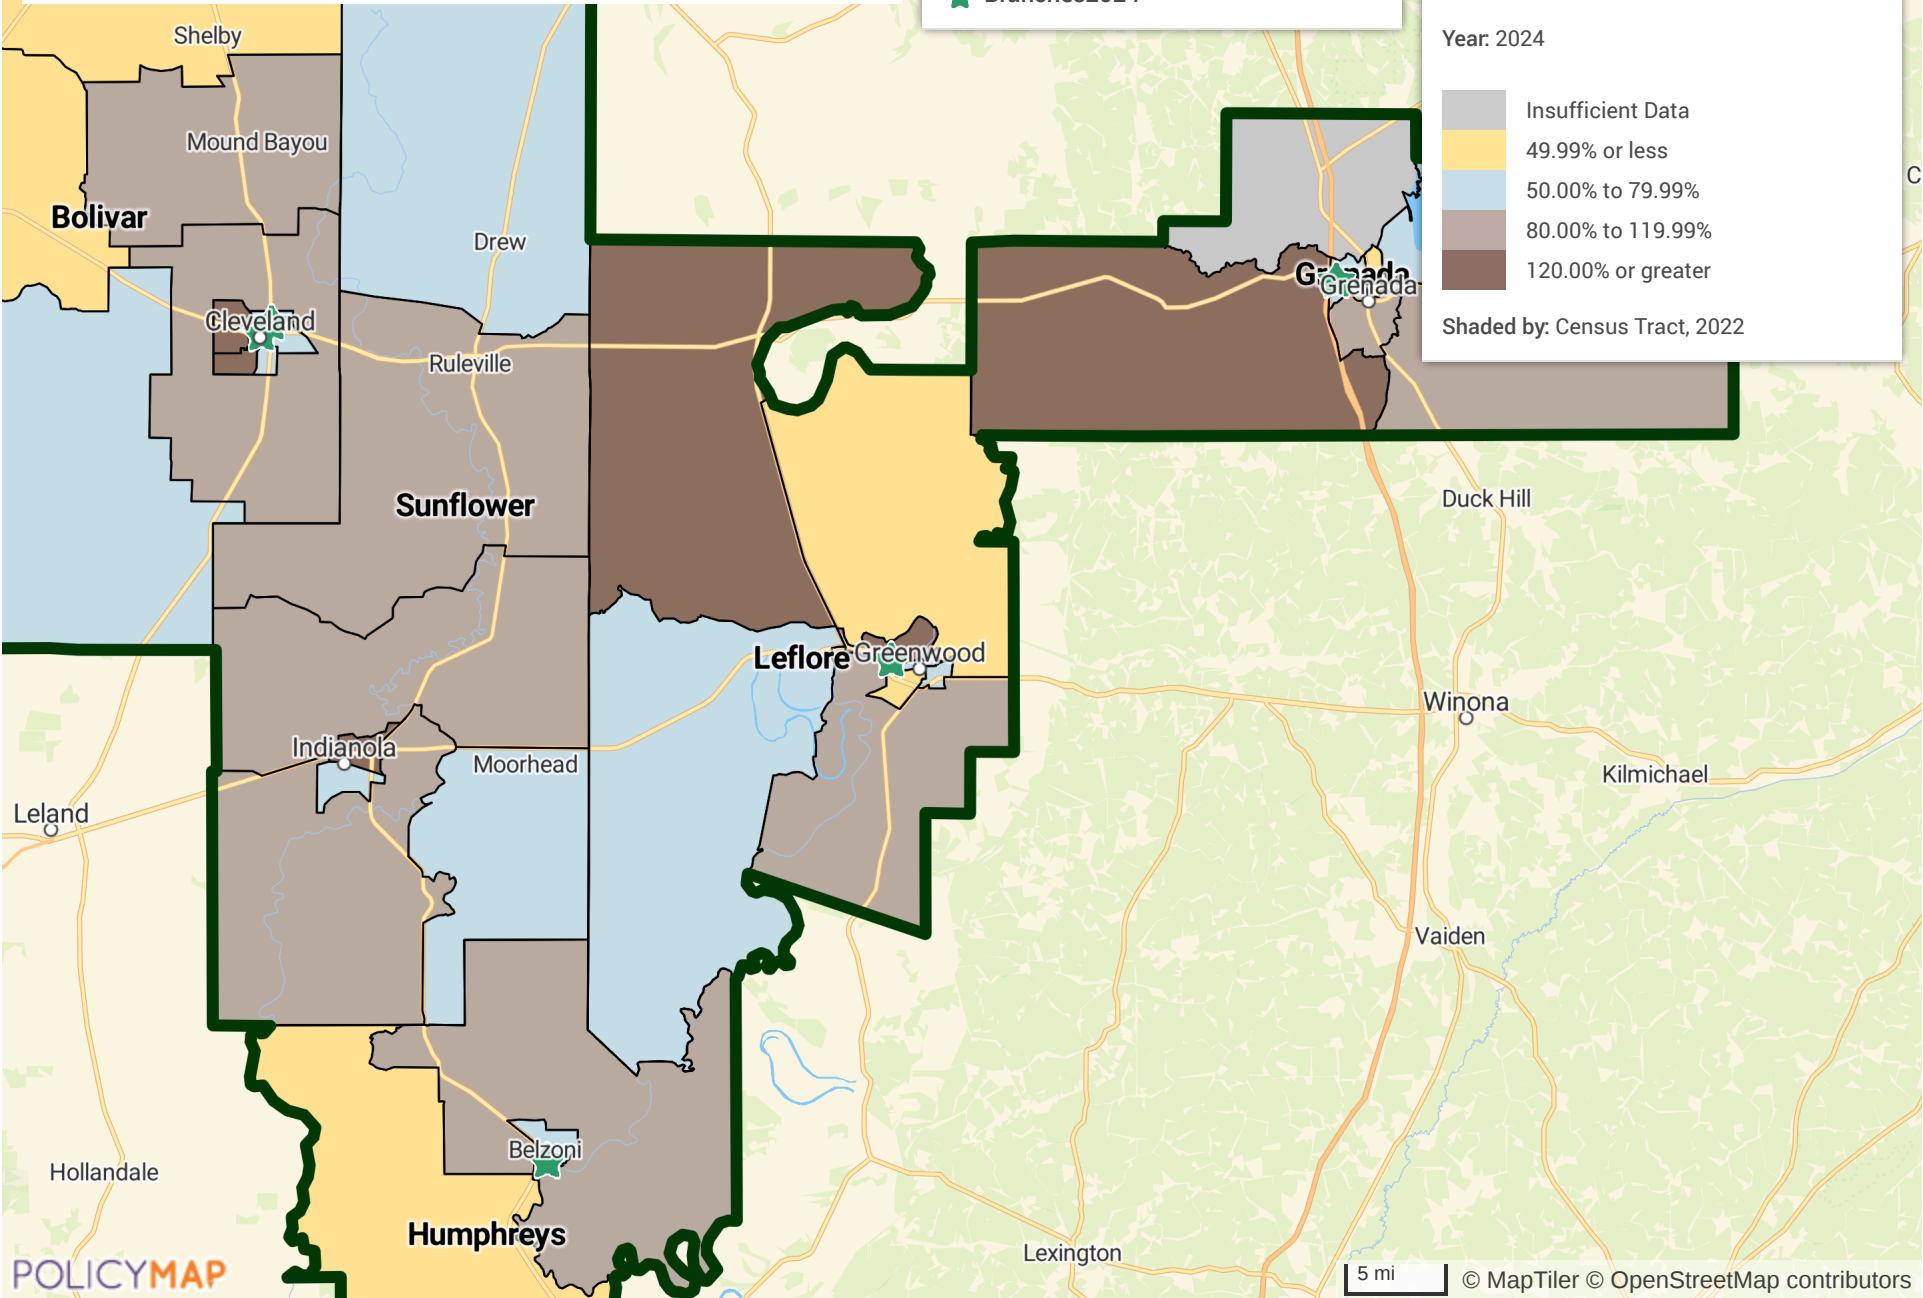 Branches2024
Year: 2024
Insufficient Data
49.99% or less
50.00% to 79.99%
80.00% to 119.99%
120.00% or greater
Shaded by: Census Tract, 2022
Shelby
Mound Bayou
Bolivar
C
Drew
Grenada
Grenada
Cleveland
Ruleville
Sunflower
Duck Hill
Leflore
Greenwood
Winona
Indianola
Moorhead
Kilmichael
Leland
Vaiden
Belzoni
Hollandale
Humphreys
Lexington
POLICYMAP
5 mi
© MapTiler © OpenStreetMap contributors